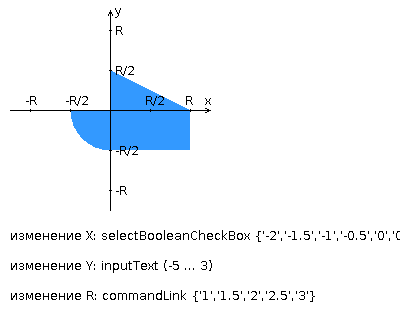 y
R
R/2
-R -R/2 R/2 R x
-R/2
-R
изменение X: selectBooleanCheckBox {'-2','-1.5','-1','-0.5','0','0
изменение Y: inputText (-5 ... 3)
изменение R: commandLink {'1','1.5','2','2.5','3'}